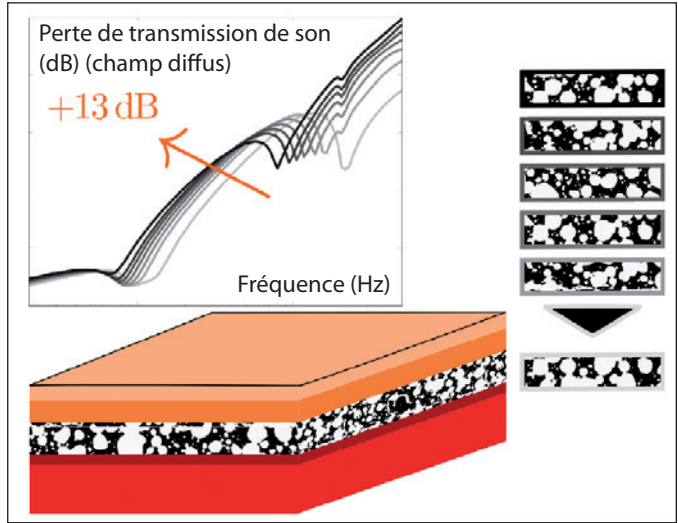 Perte de transmission de son
(dB) (champ diffus)
+13 dB
Fréquence (Hz)